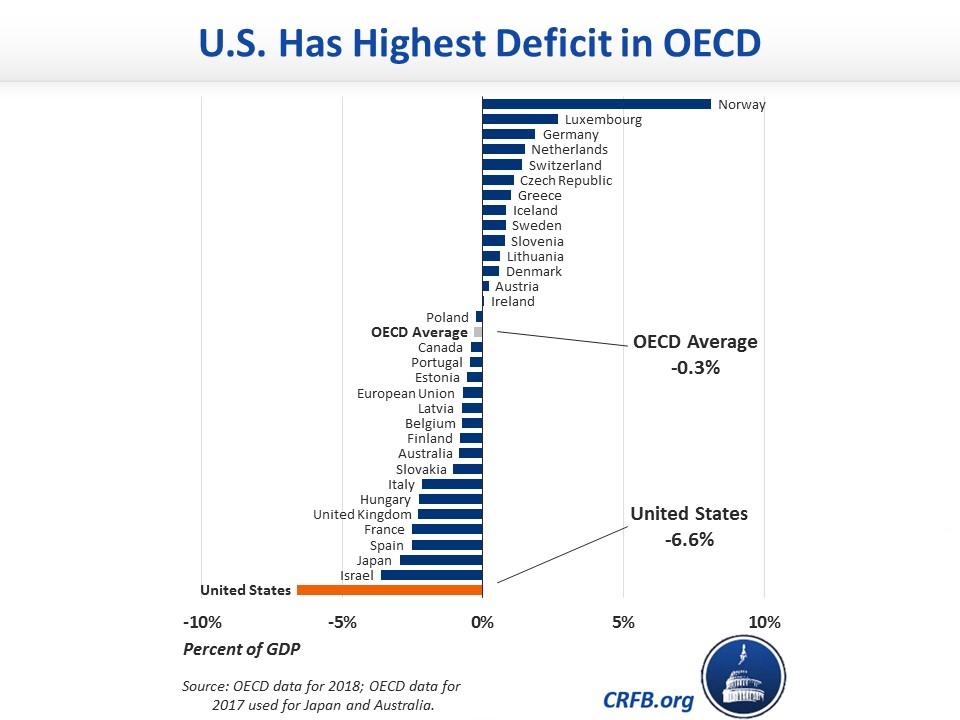 U.S. Has Highest Deficit in OECD
Norway
Luxembourg
Germany
Netherlands
Switzerland
Czech Republic
Greece
Iceland
Sweden
Slovenia
Lithuania
Denmark
Austria
Ireland
Poland
OECD Average
Canada
Portugal
Estonia
European Union
Latvia
Belgium
Finland
Australia
Slovakia
Italy
Hungary
United Kingdom
France
Spain
Japan
Israel
United States
OECD Average
-0.3%
United States
-6.6%
-10% -5% 0% 5% 10%
Percent of GDP
Source: OECD data for 2018; OECD data for
2017 used for Japan and Australia.
CRFB.org